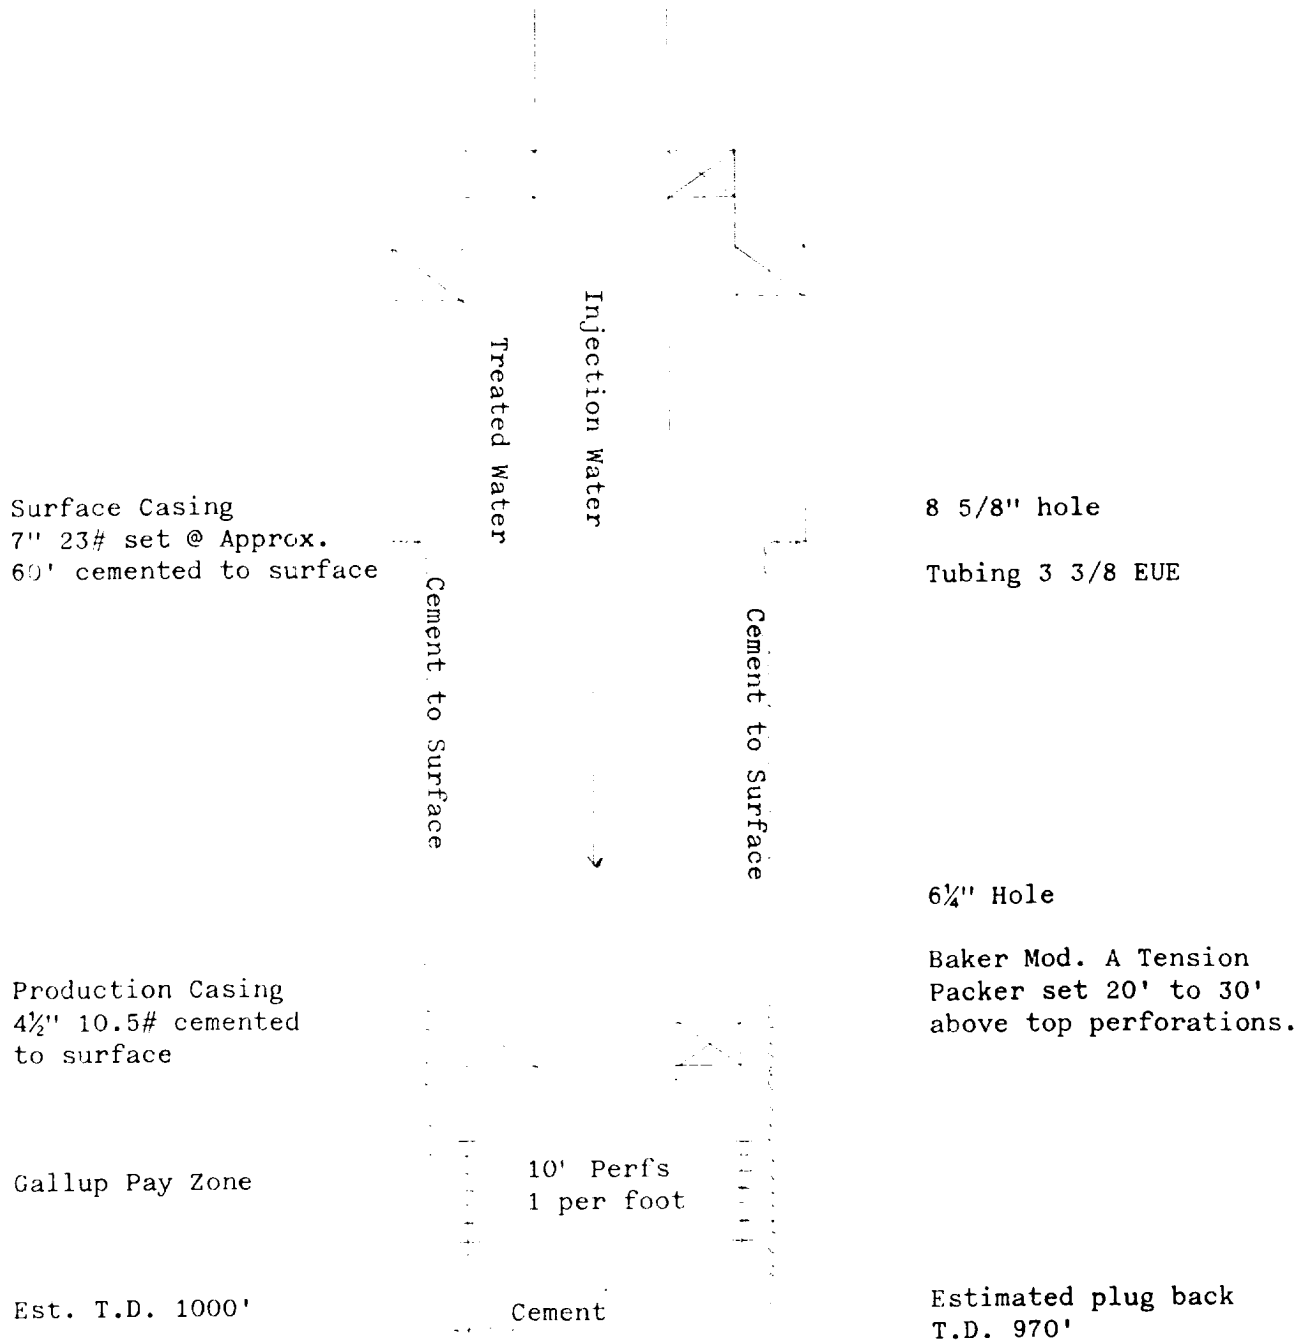 Injection Water
Treated Water
Surface Casing
7" 23# set @ Approx.
60' cemented to surface
8 5/8" hole
Tubing 3 3/8 EUE
Cement to Surface
Cement to Surface
6¼" Hole
Baker Mod. A Tension
Packer set 20' to 30'
above top perforations.
Production Casing
4½" 10.5# cemented
to surface
Gallup Pay Zone
10' Perfs
1 per foot
Est. T.D. 1000'
Cement
Estimated plug back
T.D. 970'